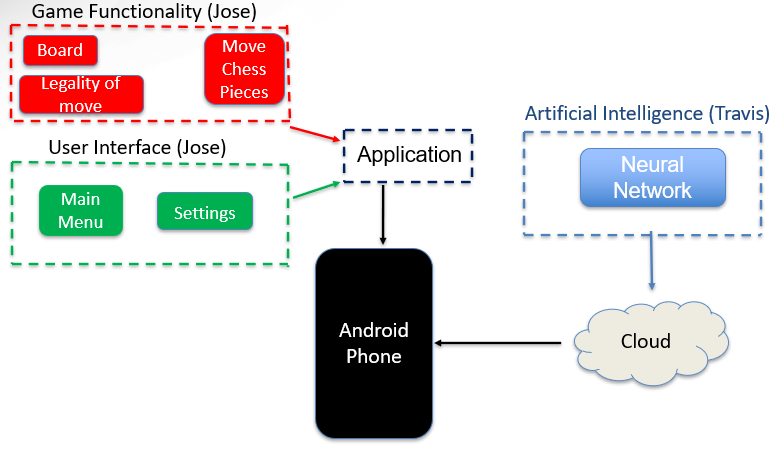 Game Functionality (Jose)
Board
Legality of
move
Move
Chess
Pieces
User Interface (Jose)
Main
Menu
Settings
Application
Artificial Intelligence (Travis)
Neural
Network
Android
Phone
Cloud